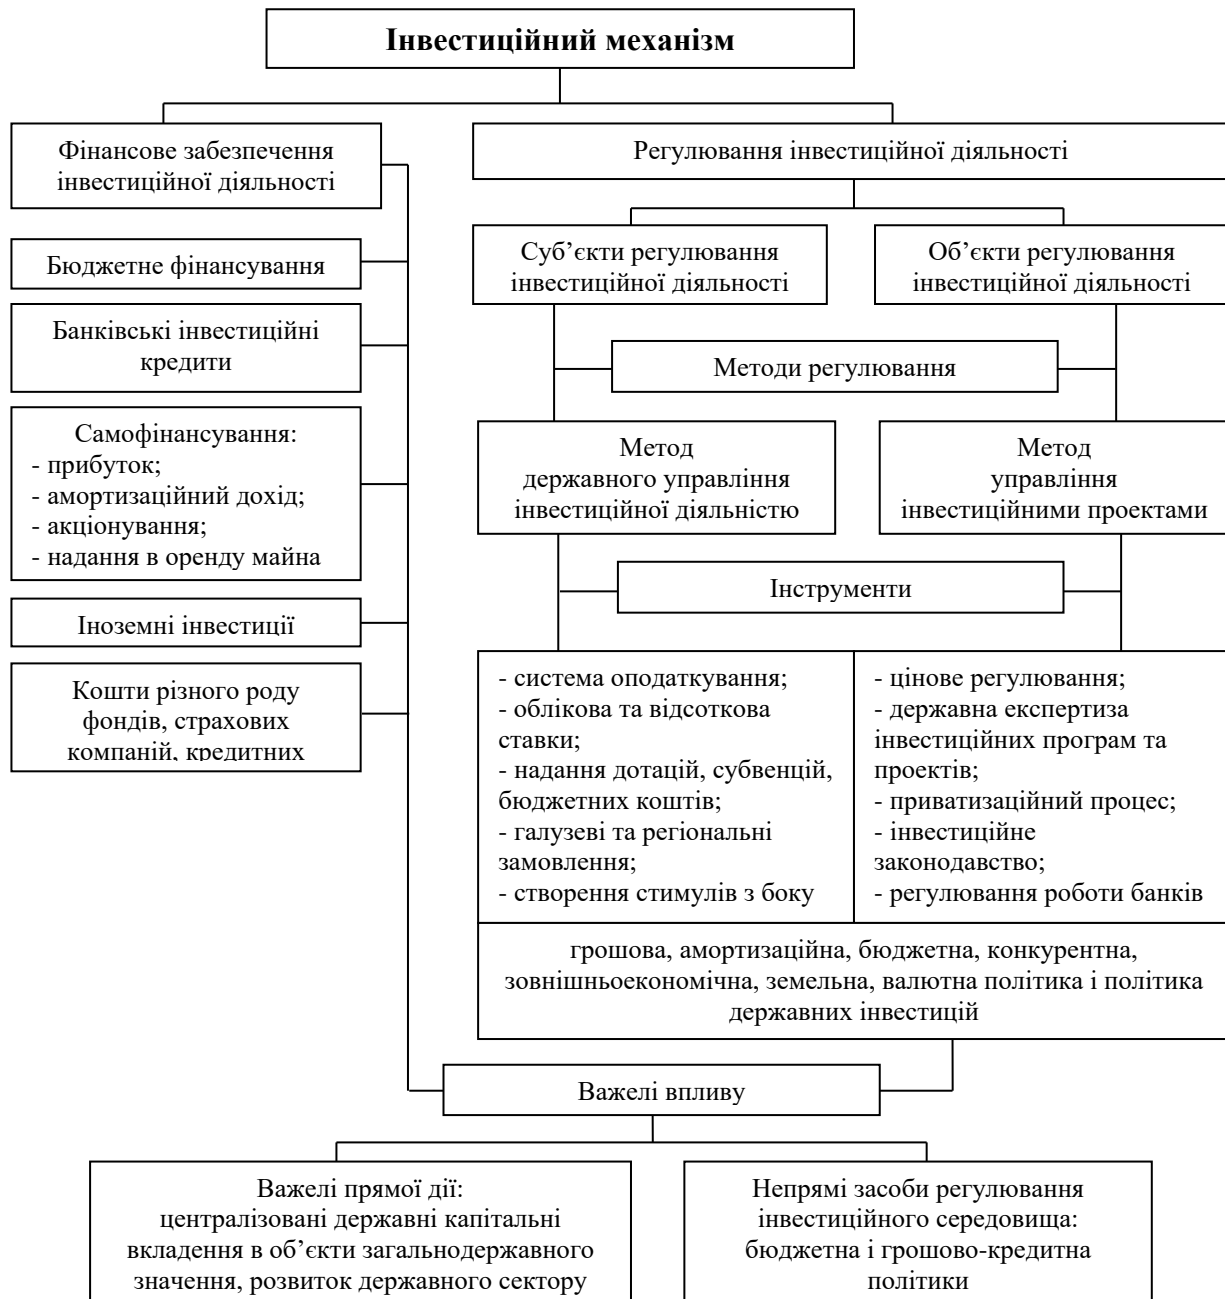 Інвестиційний механізм
Фінансове забезпечення
інвестиційної діяльності
Бюджетне фінансування
Банківські інвестиційні
кредити
Самофінансування:
- прибуток;
- амортизаційний дохід;
- акціонування;
- надання в оренду майна
Іноземні інвестиції
Кошти різного роду
фондів, страхових
компаній, кредитних
Регулювання інвестиційної діяльності
Суб’єкти регулювання
інвестиційної діяльності
Об’єкти регулювання
інвестиційної діяльності
Методи регулювання
Метод
державного управління
інвестиційної діяльністю
Метод
управління
інвестиційними проектами
Інструменти
- система оподаткування;
- облікова та відсоткова
ставки;
- надання дотацій, субвенцій,
бюджетних коштів;
- галузеві та регіональні
замовлення;
- створення стимулів з боку
- цінове регулювання;
- державна експертиза
інвестиційних програм та
проектів;
- приватизаційний процес;
- інвестиційне
законодавство;
- регулювання роботи банків
грошова, амортизаційна, бюджетна, конкурентна,
зовнішньоекономічна, земельна, валютна політика і політика
державних інвестицій
Важелі впливу
Важелі прямої дії:
централізовані державні капітальні
вкладення в об’єкти загальнодержавного
значення, розвиток державного сектору
Непрямі засоби регулювання
інвестиційного середовища:
бюджетна і грошово-кредитна
політики